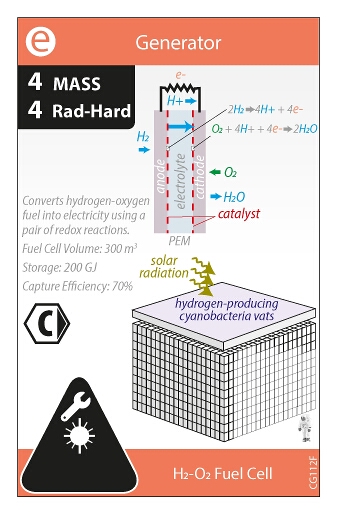 e
Generator
4 MASS
4 Rad-Hard
e-
H+
2H₂ → 4H+ + 4e-
O₂ + 4H+ + 4e- → 2H₂O
H₂
anode
electrolyte
cathode
O₂
H₂O
catalyst
PEM
Converts hydrogen-oxygen
fuel into electricity using a
pair of redox reactions.
Fuel Cell Volume: 300 m³
Storage: 200 GJ
Capture Efficiency: 70%
solar
radiation
hydrogen-producing
cyanobacteria vats
C
H₂-O₂ Fuel Cell
CG112F